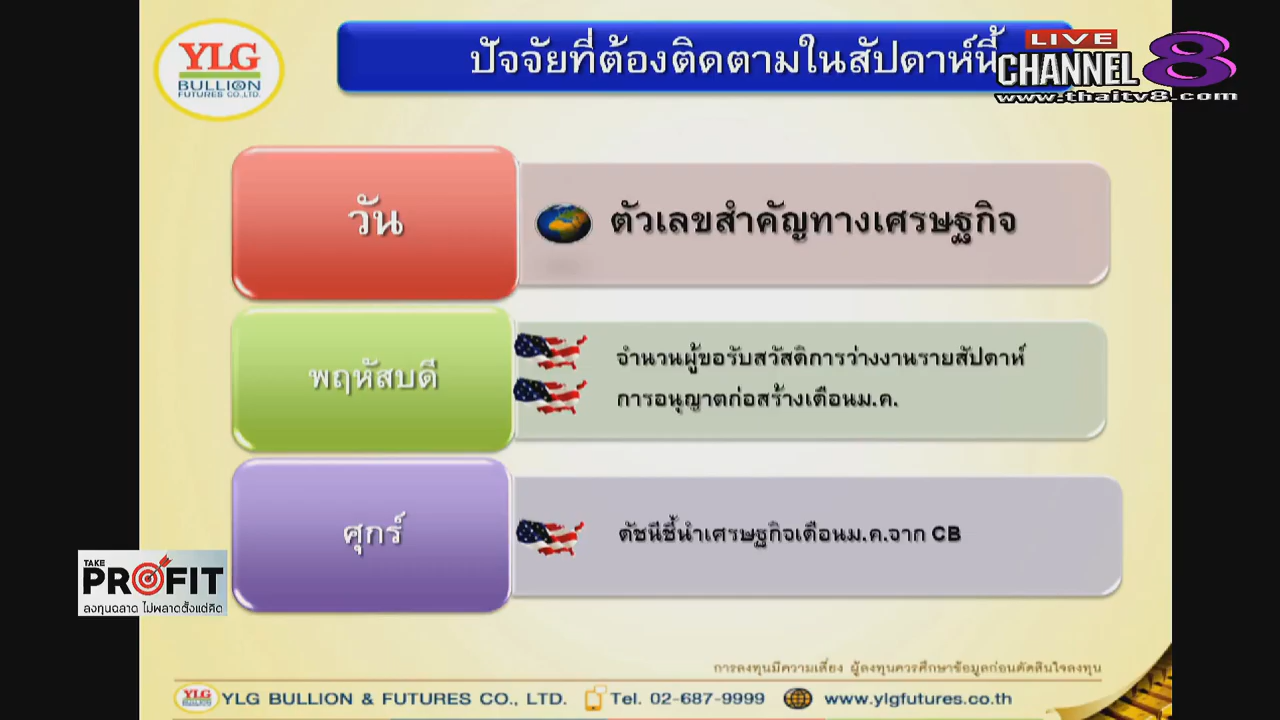 YLG
BULLION
FUTURES CO.,LTD.
ปัจจัยที่ต้องติดตามในสัปดาห์นี้
LIVE
CHANNEL 8
www.thaitv8.com
วัน
ตัวเลขสำคัญทางเศรษฐกิจ
พฤหัสบดี
จำนวนผู้ขอรับสวัสดิการว่างงานรายสัปดาห์
การอนุญาตก่อสร้างเดือนม.ค.
ศุกร์
ดัชนีชี้นำเศรษฐกิจเดือนม.ค.จาก CB
TAKE
PROFIT
ลงทุนฉลาด ไม่พลาดตั้งแต่คิด
การลงทุนมีความเสี่ยง ผู้ลงทุนควรศึกษาข้อมูลก่อนตัดสินใจลงทุน
YLG BULLION & FUTURES CO., LTD. Tel. 02-687-9999 www.ylgfutures.co.th